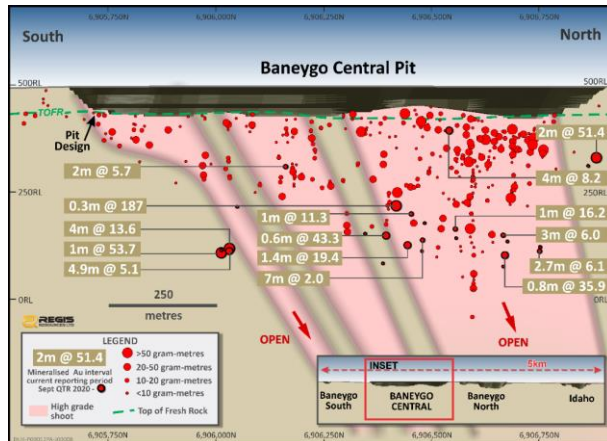 6,905,750N
6,906,000N
6,906,250N
6,906,500N
6,906,750N
South
North
Baneygo Central Pit
500RL
500RL
TOFR
Pit
Design
2m @ 51.4
2m @ 5.7
4m @ 8.2
250RL
250RL
0.3m @ 187
1m @ 11.3
1m @ 16.2
4m @ 13.6
0.6m @ 43.3
3m @ 6.0
1m @ 53.7
1.4m @ 19.4
4.9m @ 5.1
7m @ 2.0
2.7m @ 6.1
0.8m @ 35.9
0RL
0RL
250
metres
REGIS
RESOURCES LTD
OPEN
OPEN
LEGEND
2m @ 51.4
Mineralised Au interval
current reporting period
Sept QTR 2020 -
>50 gram-metres
20-50 gram-metres
10-20 gram-metres
<10 gram-metres
High grade
shoot
Top of Fresh Rock
INSET
5km
Baneygo
South
BANEYGO
CENTRAL
Baneygo
North
Idaho
6,905,750N
6,906,000N
6,906,250N
6,906,500N
6,906,750N